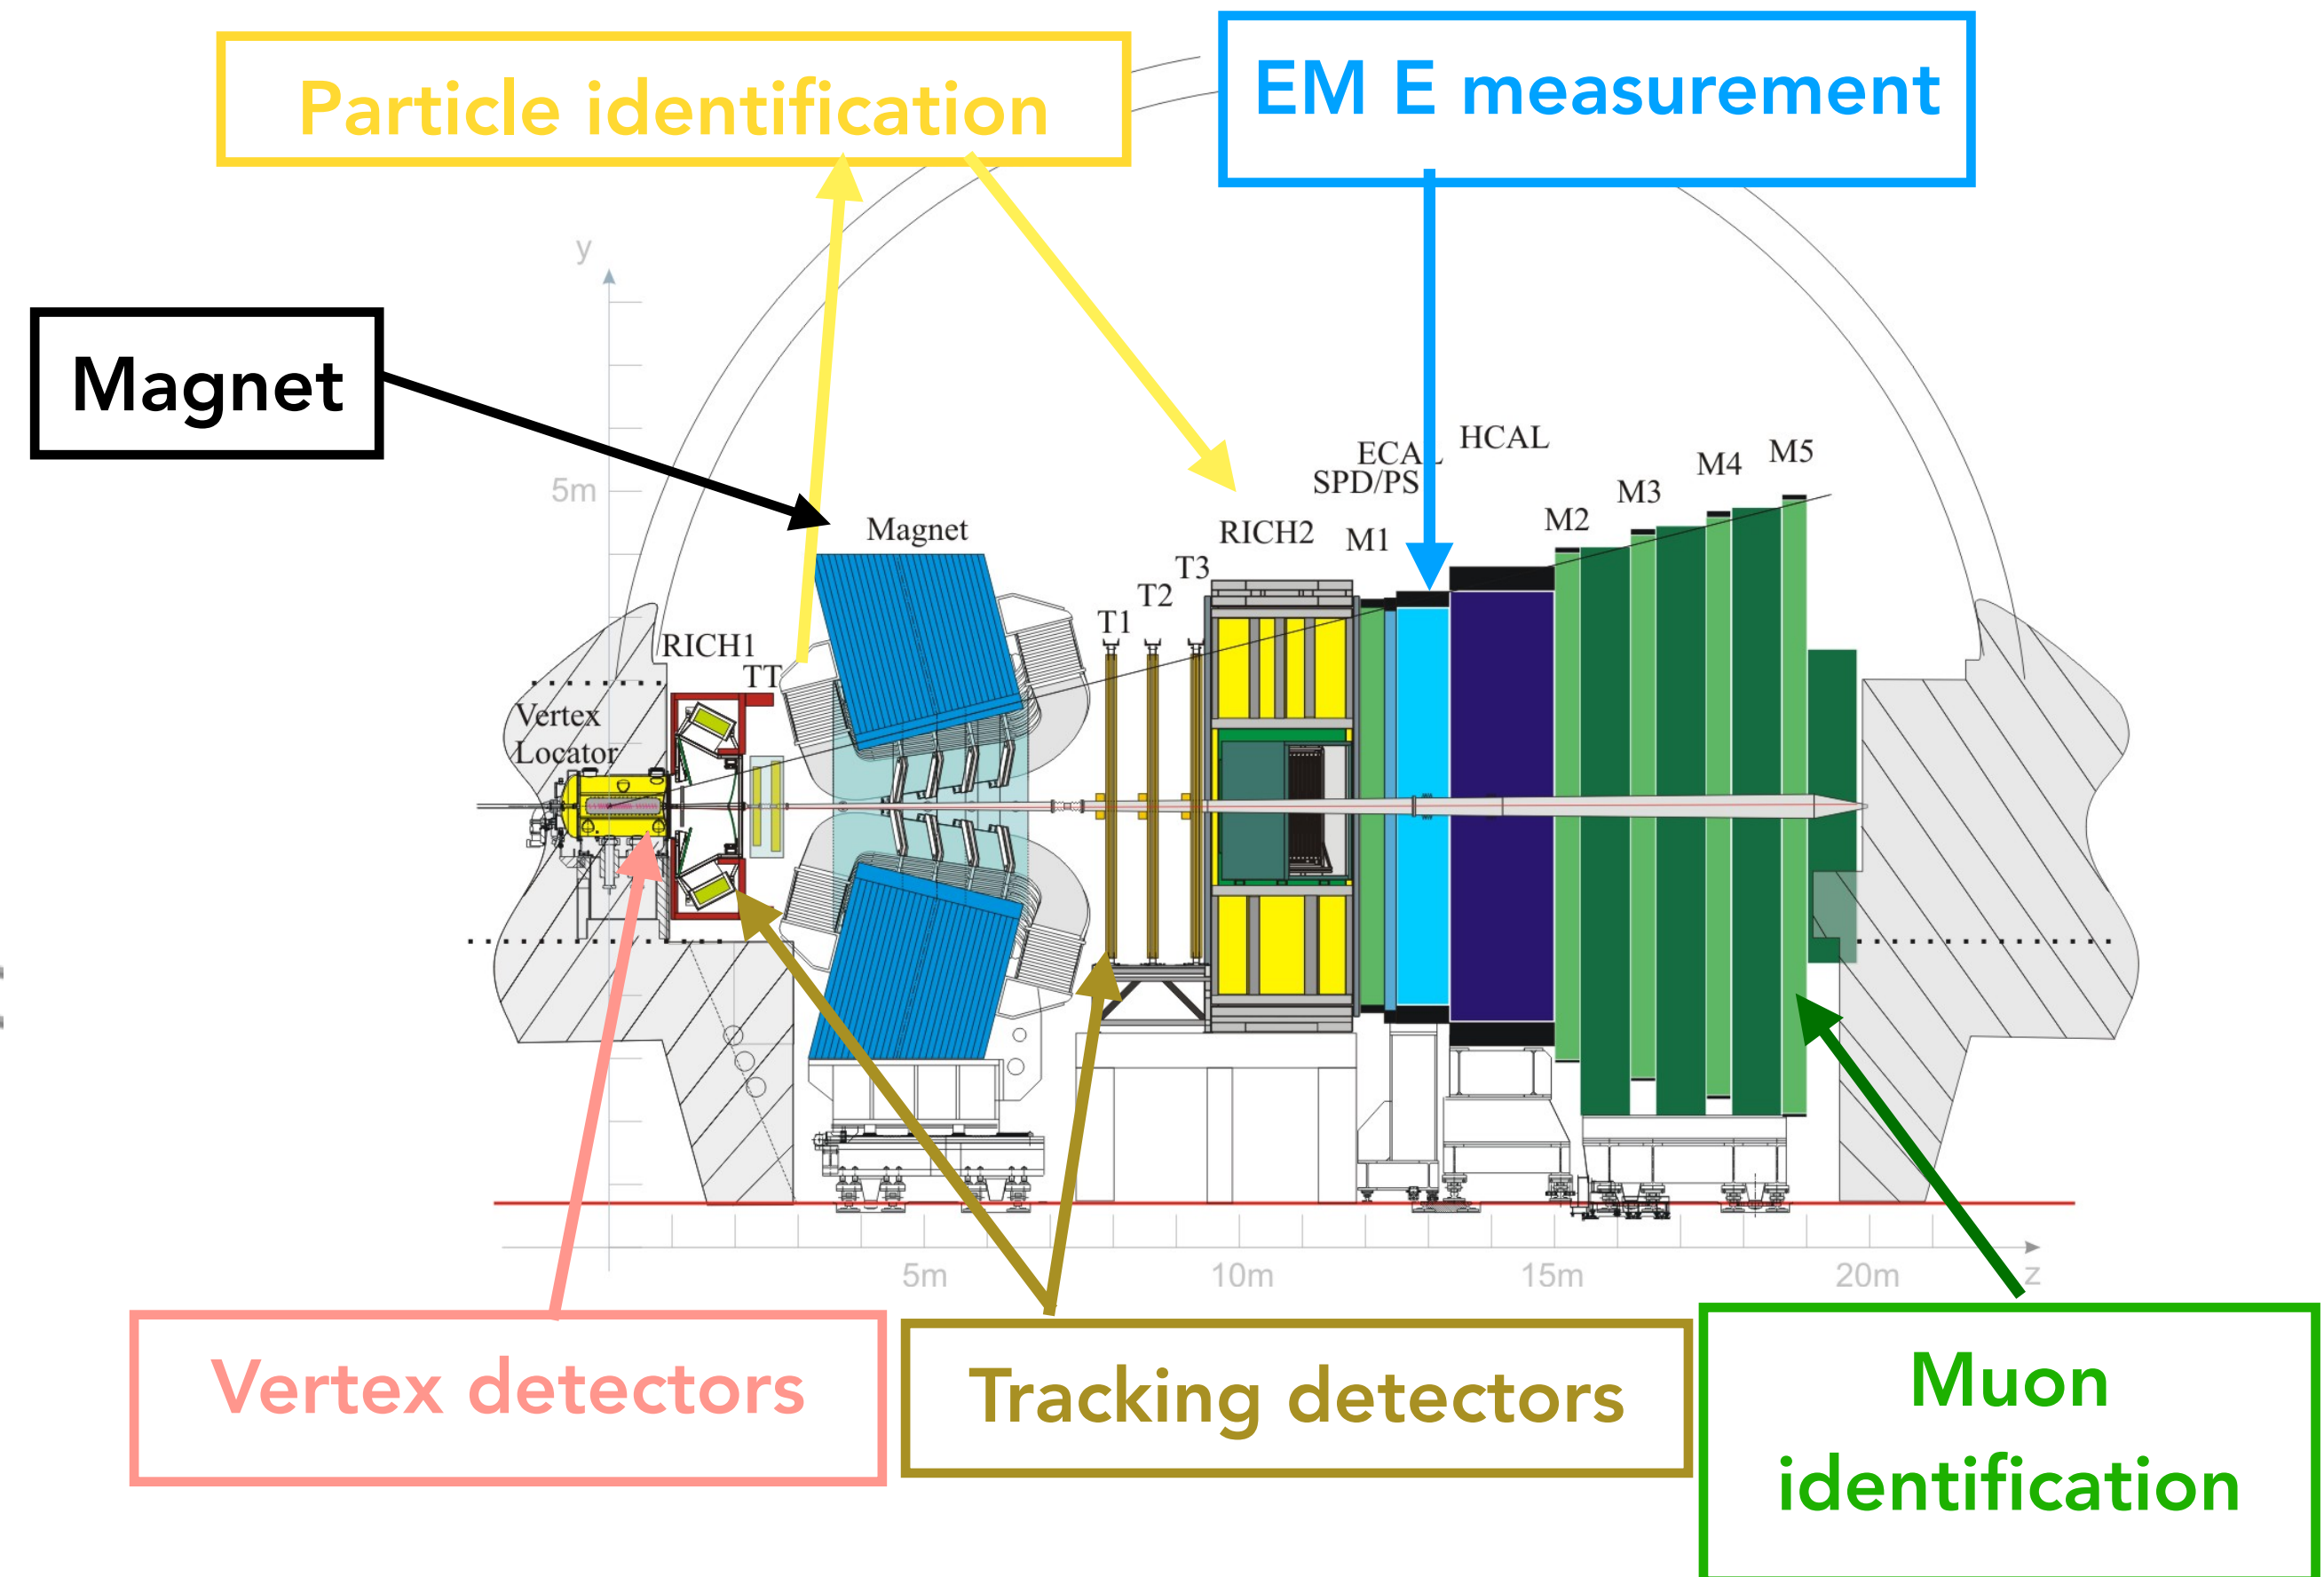 Particle identification
EM E measurement
y
Magnet
5m
HCAL
ECAL
SPD/PS
M5
M4
M3
M2
M1
RICH2
Magnet
T3
T2
T1
RICH1
TT
Vertex
Locator
5m
10m
15m
20m
z
Vertex detectors
Tracking detectors
Muon
identification